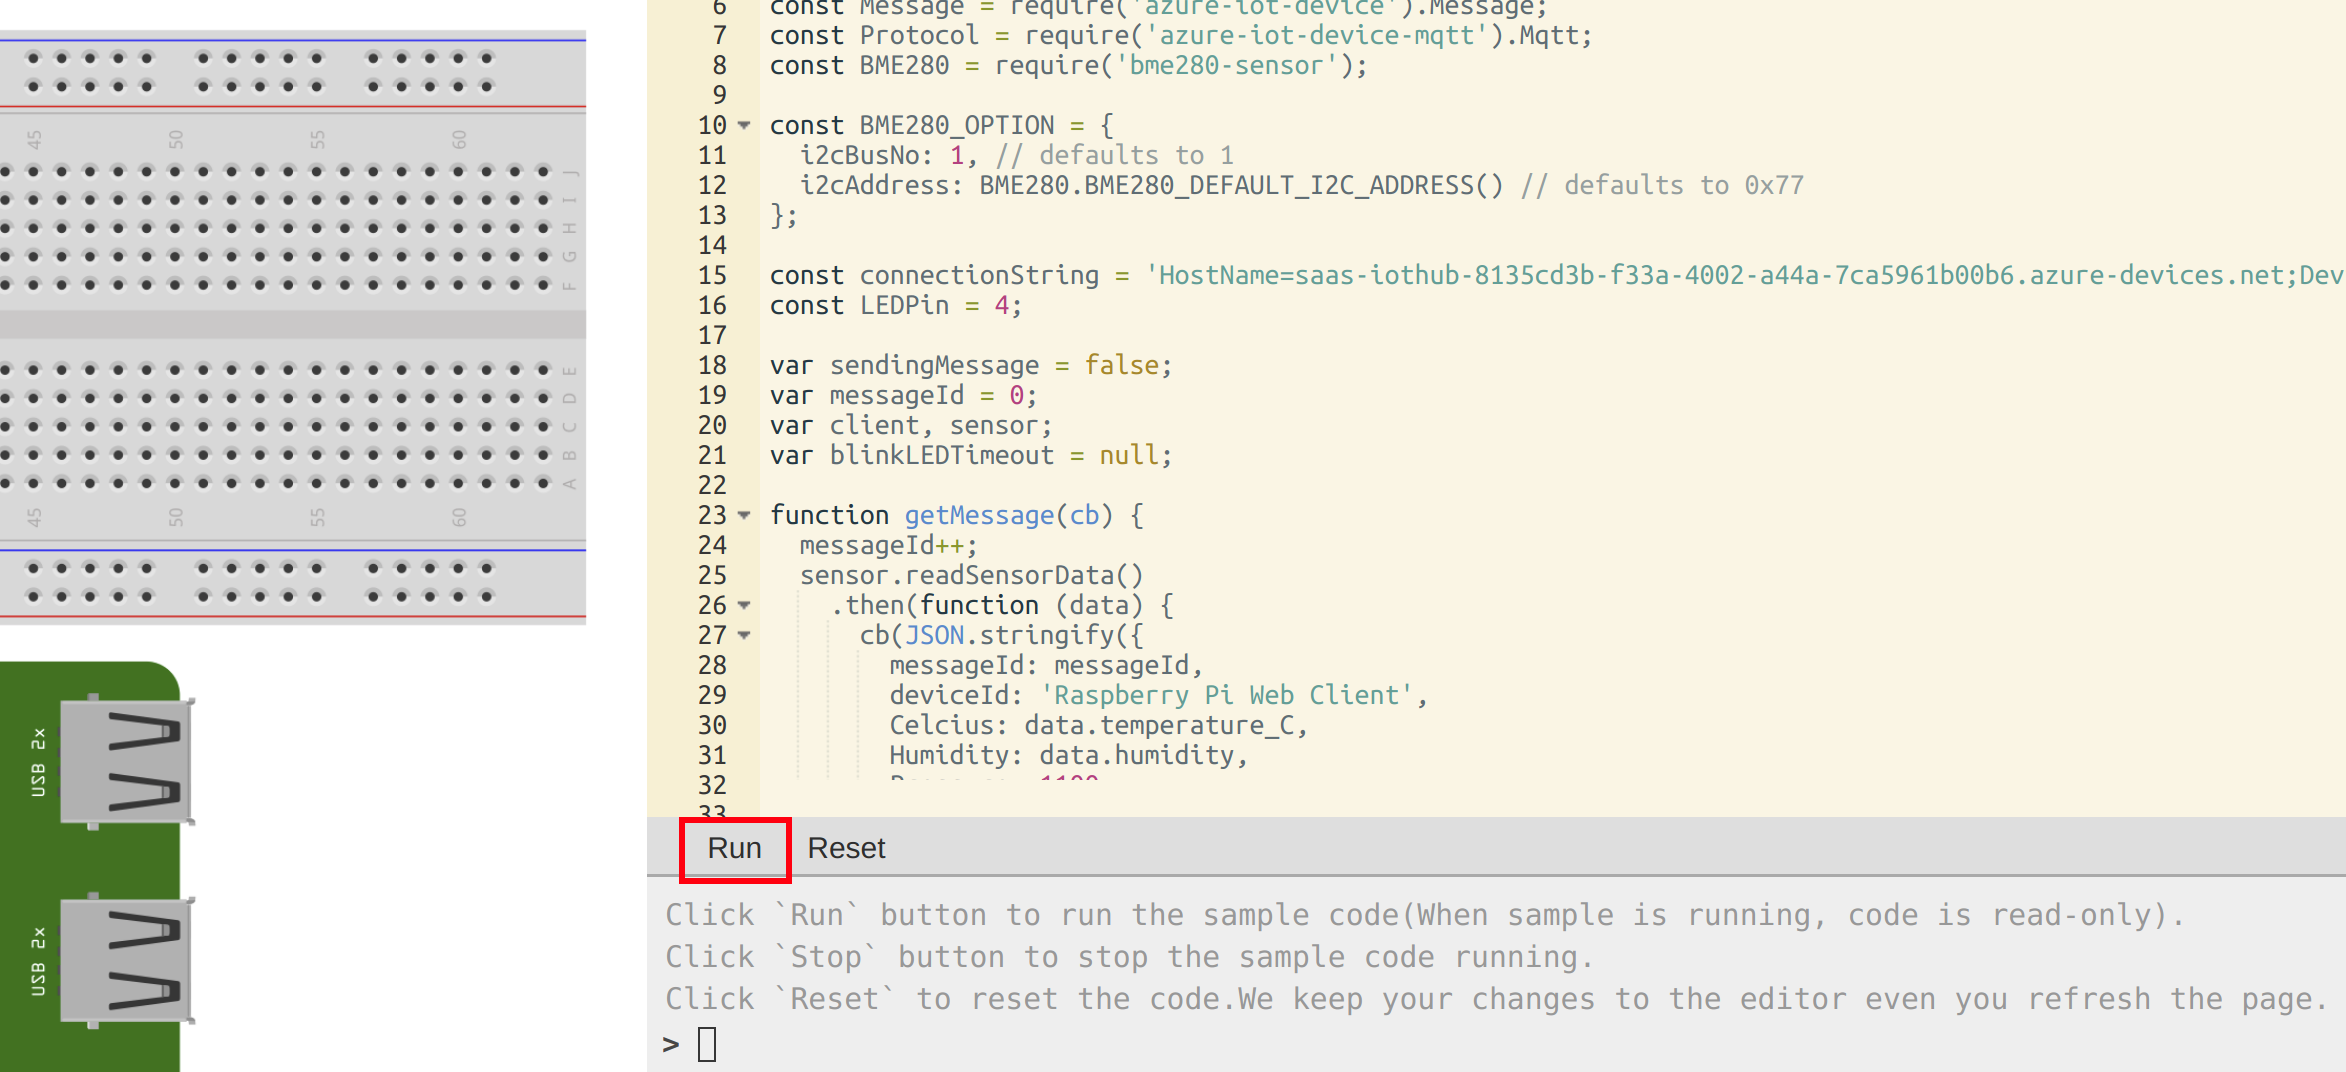 45 50 55 60
J
I
H
G
F
E
D
C
B
A
45 50 55 60
USB 2x
USB 2x
6 const Message = require('azure-iot-device').Message;
7 const Protocol = require('azure-iot-device-mqtt').Mqtt;
8 const BME280 = require('bme280-sensor');
9
10 const BME280_OPTION = {
11 i2cBusNo: 1, // defaults to 1
12 i2cAddress: BME280.BME280_DEFAULT_I2C_ADDRESS() // defaults to 0x77
13 };
14
15 const connectionString = 'HostName=saas-iothub-8135cd3b-f33a-4002-a44a-7ca5961b00b6.azure-devices.net;Dev
16 const LEDPin = 4;
17
18 var sendingMessage = false;
19 var messageId = 0;
20 var client, sensor;
21 var blinkLEDTimeout = null;
22
23 function getMessage(cb) {
24 messageId++;
25 sensor.readSensorData()
26 .then(function (data) {
27 cb(JSON.stringify({
28 messageId: messageId,
29 deviceId: 'Raspberry Pi Web Client',
30 Celcius: data.temperature_C,
31 Humidity: data.humidity,
32
33
Run Reset
Click `Run` button to run the sample code(When sample is running, code is read-only).
Click `Stop` button to stop the sample code running.
Click `Reset` to reset the code.We keep your changes to the editor even you refresh the page.
>